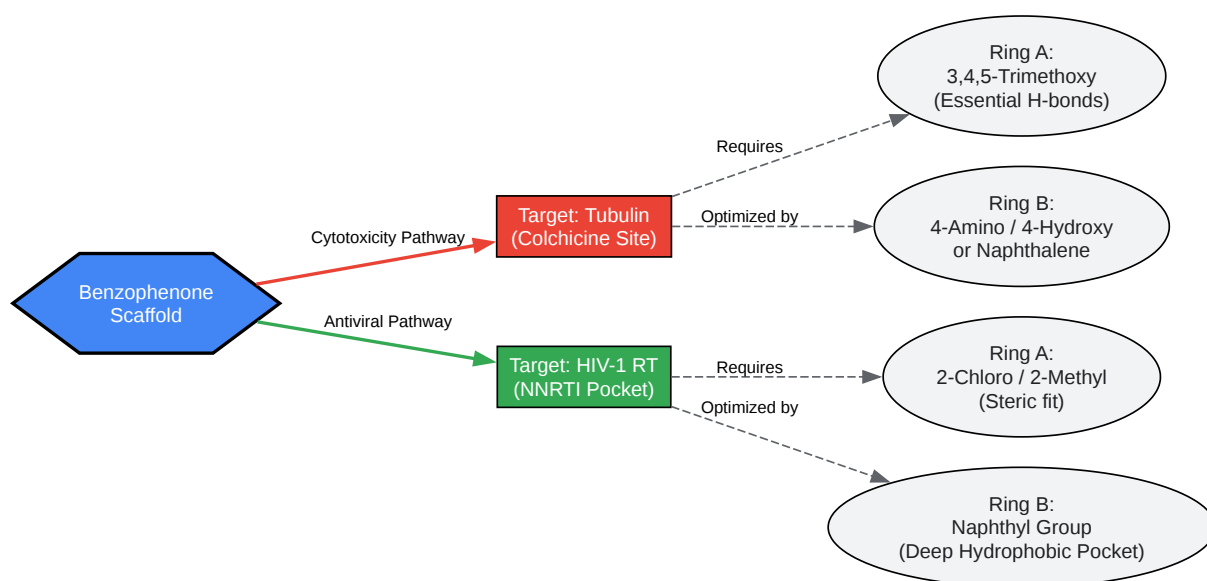 Benzophenone
Scaffold
Cytotoxicity Pathway
Antiviral Pathway
Target: Tubulin
(Colchicine Site)
Target: HIV-1 RT
(NNRTI Pocket)
Requires
Optimized by
Requires
Optimized by
Ring A:
3,4,5-Trimethoxy
(Essential H-bonds)
Ring B:
4-Amino / 4-Hydroxy
or Naphthalene
Ring A:
2-Chloro / 2-Methyl
(Steric fit)
Ring B:
Naphthyl Group
(Deep Hydrophobic Pocket)